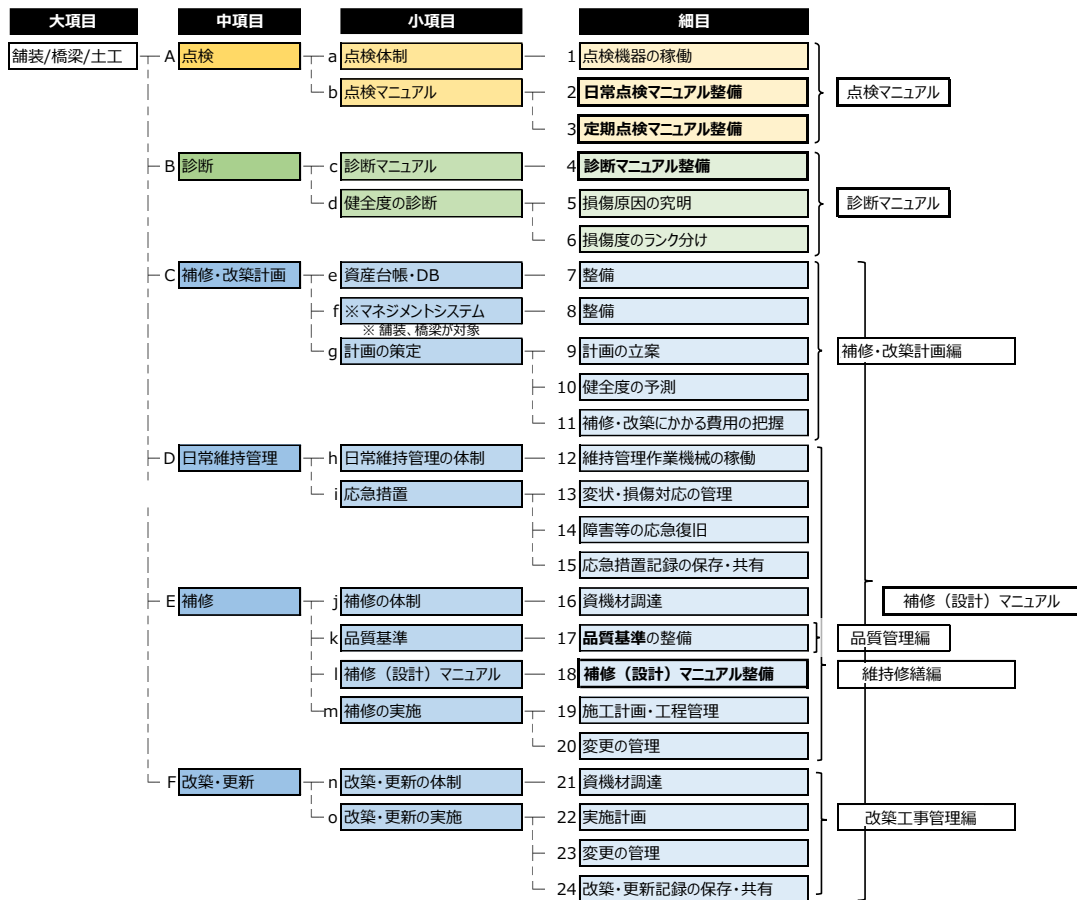 大項目 中項目 小項目 細目
舗装/橋梁/土工 A 点検 a 点検体制 1 点検機器の稼働
b 点検マニュアル 2 日常点検マニュアル整備 点検マニュアル
3 定期点検マニュアル整備
B 診断 c 診断マニュアル 4 診断マニュアル整備
d 健全度の診断 5 損傷原因の究明 診断マニュアル
6 損傷度のランク分け
C 補修・改築計画 e 資産台帳・DB 7 整備
f ※マネジメントシステム 8 整備
※ 舗装、橋梁が対象
g 計画の策定 9 計画の立案 補修・改築計画編
10 健全度の予測
11 補修・改築にかかる費用の把握
D 日常維持管理 h 日常維持管理の体制 12 維持管理作業機械の稼働
i 応急措置 13 変状・損傷対応の管理
14 障害等の応急復旧
15 応急措置記録の保存・共有
E 補修 j 補修の体制 16 資機材調達 補修（設計）マニュアル
k 品質基準 17 品質基準の整備 品質管理編
l 補修（設計）マニュアル 18 補修（設計）マニュアル整備 維持修繕編
m 補修の実施 19 施工計画・工程管理
20 変更の管理
F 改築・更新 n 改築・更新の体制 21 資機材調達
o 改築・更新の実施 22 実施計画 改築工事管理編
23 変更の管理
24 改築・更新記録の保存・共有